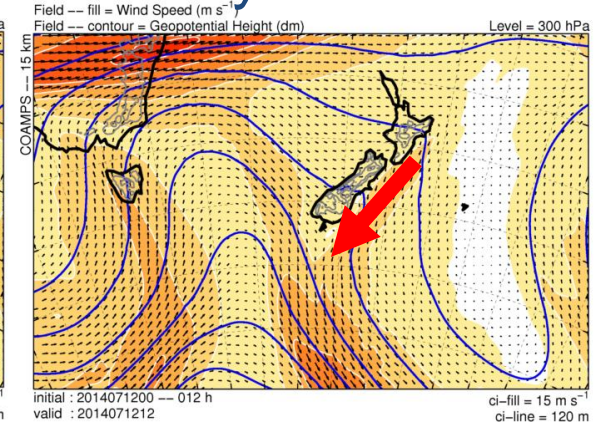 Field –– fill = Wind Speed (m s⁻¹)
Field –– contour = Geopotential Height (dm)
Level = 300 hPa
COAMPS –– 15 km
initial : 2014071200 –– 012 h
valid : 2014071212
ci–fill = 15 m s⁻¹
ci–line = 120 m